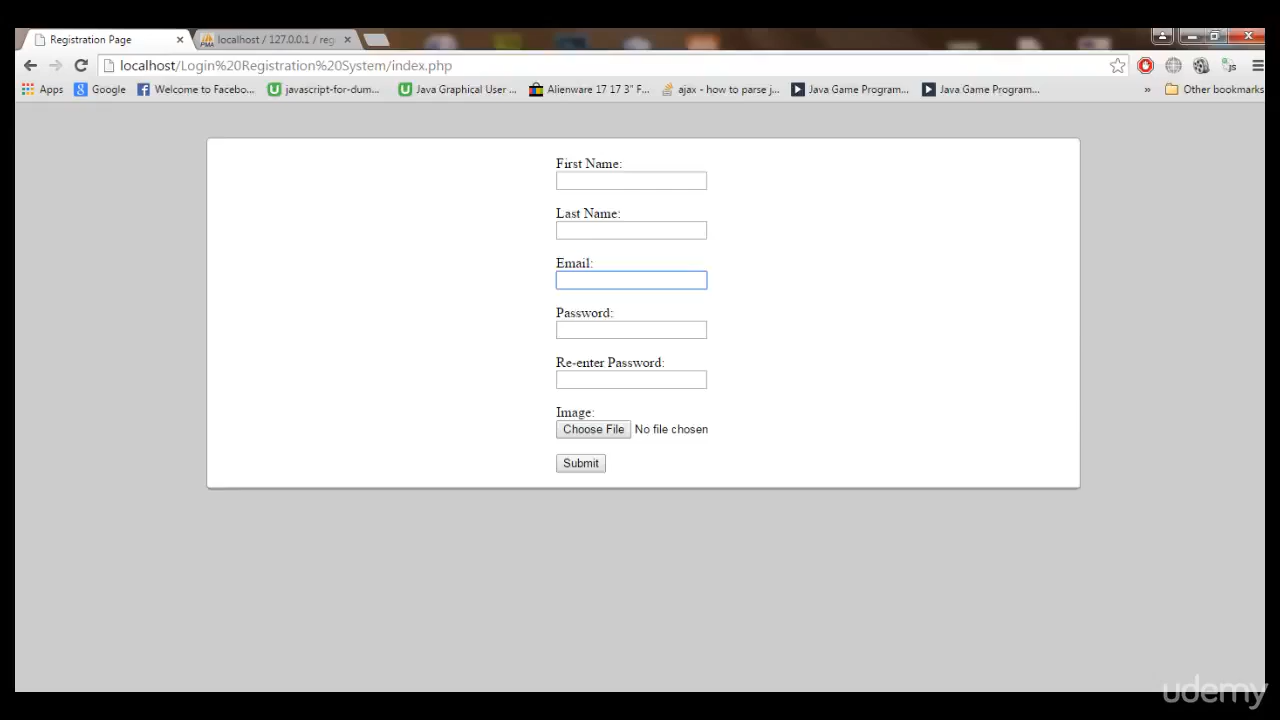 Registration Page
localhost / 127.0.0.1 / reg
localhost/Login%20Registration%20System/index.php
Apps
Google
Welcome to Facebo...
javascript-for-dum...
Java Graphical User ...
Alienware 17 17 3" F...
ajax - how to parse j...
Java Game Program...
Java Game Program...
»
Other bookmarks
First Name:
Last Name:
Email:
Password:
Re-enter Password:
Image:
Choose File No file chosen
Submit
udemy